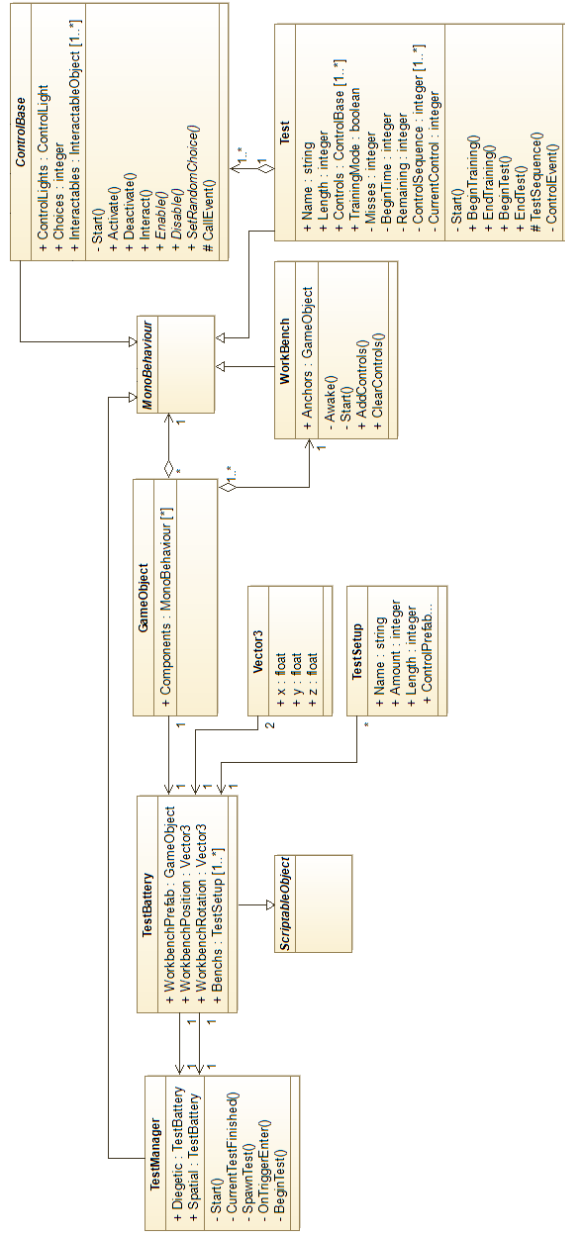 TestManager
+ Diegetic : TestBattery
+ Spatial : TestBattery
- Start()
- CurrentTestFinished()
- SpawnTest()
- OnTriggerEnter()
- BeginTest()
1
1
1
1
TestBattery
+ WorkbenchPrefab : GameObject
+ WorkbenchPosition : Vector3
+ WorkbenchRotation : Vector3
+ Benchs : TestSetup [1..*]
ScriptableObject
1
1
1
1
2
*
GameObject
+ Components : MonoBehaviour [*]
Vector3
+ x : float
+ y : float
+ z : float
TestSetup
+ Name : string
+ Amount : integer
+ Length : integer
+ ControlPrefab...
*
1
1..*
1
MonoBehaviour
WorkBench
+ Anchors : GameObject
- Awake()
- Start()
+ AddControls()
+ ClearControls()
ControlBase
+ ControlLights : ControlLight
+ Choices : integer
+ Interactables : InteractableObject [1..*]
- Start()
+ Activate()
+ Deactivate()
+ Interact()
+ Enable()
+ Disable()
+ SetRandomChoice()
# CallEvent()
1..*
1
Test
+ Name : string
+ Length : integer
+ Controls : ControlBase [1..*]
+ TrainingMode : boolean
- Misses : integer
- BeginTime : integer
- Remaining : integer
- ControlSequence : integer [1..*]
- CurrentControl : integer
- Start()
+ BeginTraining()
+ EndTraining()
+ BeginTest()
+ EndTest()
# TestSequence()
- ControlEvent()